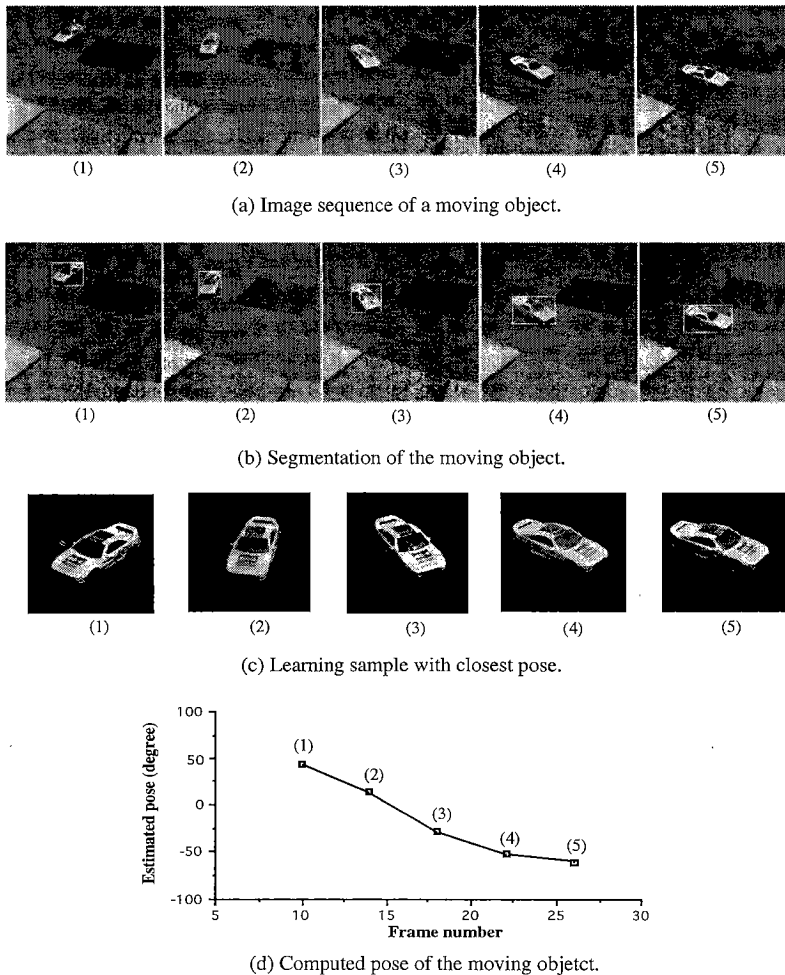 (1) (2) (3) (4) (5)
(a) Image sequence of a moving object.
(1) (2) (3) (4) (5)
(b) Segmentation of the moving object.
(1) (2) (3) (4) (5)
(c) Learning sample with closest pose.
100
50
0
-50
-100
Estimated pose (degree)
(1)
(2)
(3)
(4)
(5)
5 10 15 20 25 30
Frame number
(d) Computed pose of the moving objetct.